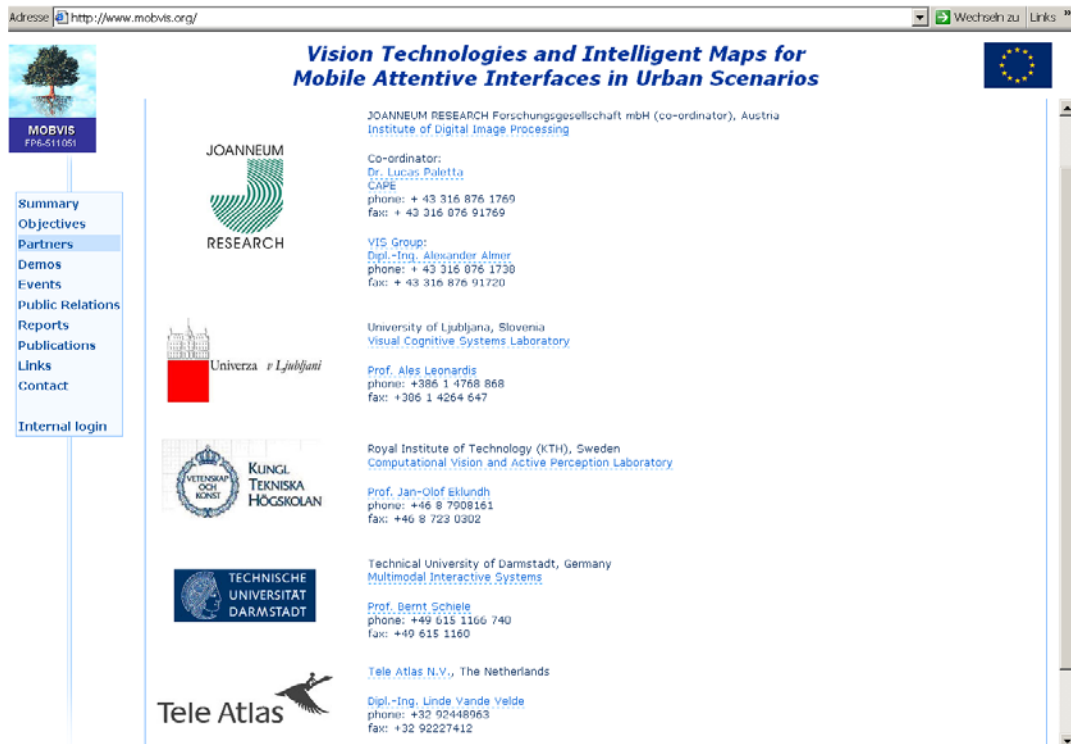 Adresse http://www.mobvis.org/ Wechseln zu Links »
Vision Technologies and Intelligent Maps for
Mobile Attentive Interfaces in Urban Scenarios
MOBVIS
FP6-511051
Summary
Objectives
Partners
Demos
Events
Public Relations
Reports
Publications
Links
Contact
Internal login
JOANNEUM
RESEARCH
JOANNEUM RESEARCH Forschungsgesellschaft mbH (co-ordinator), Austria
Institute of Digital Image Processing
Co-ordinator:
Dr. Lucas Paletta
CAPE
phone: + 43 316 876 1769
fax: + 43 316 876 91769
VIS Group:
Dipl.-Ing. Alexander Almer
phone: + 43 316 876 1738
fax: + 43 316 876 91720
Univerza v Ljubljani
University of Ljubljana, Slovenia
Visual Cognitive Systems Laboratory
Prof. Ales Leonardis
phone: +386 1 4768 868
fax: +386 1 4264 647
VETENSKAP
OCH
KONST
KUNGL
TEKNISKA
HÖGSKOLAN
Royal Institute of Technology (KTH), Sweden
Computational Vision and Active Perception Laboratory
Prof. Jan-Olof Eklundh
phone: +46 8 7908161
fax: +46 8 723 0302
TECHNISCHE
UNIVERSITÄT
DARMSTADT
Technical University of Darmstadt, Germany
Multimodal Interactive Systems
Prof. Bernt Schiele
phone: +49 615 1166 740
fax: +49 615 1160
Tele Atlas
Tele Atlas N.V., The Netherlands
Dipl.-Ing. Linde Vande Velde
phone: +32 92448963
fax: +32 92227412